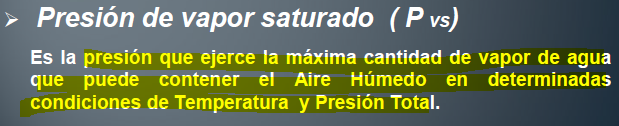 ➢ Presión de vapor saturado ( P vs)
Es la presión que ejerce la máxima cantidad de vapor de agua
que puede contener el Aire Húmedo en determinadas
condiciones de Temperatura y Presión Total.